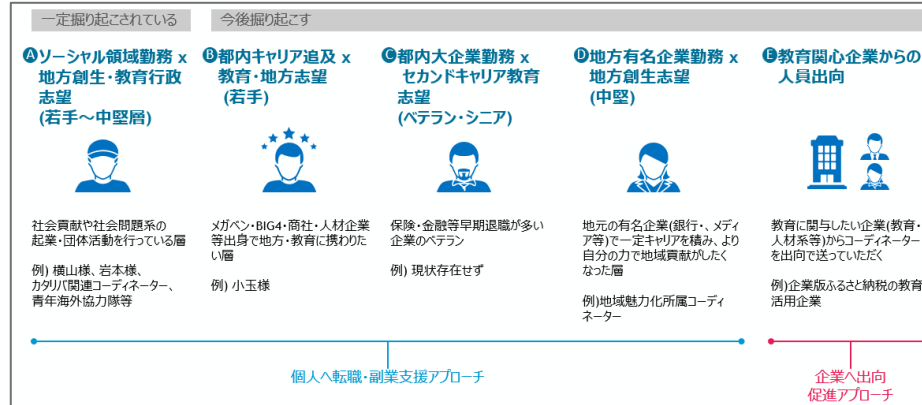 一定掘り起こされている
今後掘り起こす
Aソーシャル領域勤務 x
地方創生・教育行政
志望
(若手～中堅層)
社会貢献や社会問題系の
起業・団体活動を行っている層
例) 横山様、岩本様、
カタリバ関連コーディネーター、
青年海外協力隊等
B都内キャリア追及 x
教育・地方志望
(若手)
メガベン・BIG4・商社・人材企業
等出身で地方・教育に携わりた
い層
例) 小玉様
C都内大企業勤務 x
セカンドキャリア教育
志望
(ベテラン・シニア)
保険・金融等早期退職が多い
企業のベテラン
例) 現状存在せず
D地方有名企業勤務 x
地方創生志望
(中堅)
地元の有名企業(銀行・、メディ
ア等)で一定キャリアを積み、より
自分の力で地域貢献がしたく
なった層
例)地域魅力化所属コーディ
ネーター
E教育関心企業からの
人員出向
教育に関与したい企業(教育・
人材系等)からコーディネーター
を出向で送っていただく
例)企業版ふるさと納税の教育
活用企業
個人へ転職・副業支援アプローチ
企業へ出向
促進アプローチ